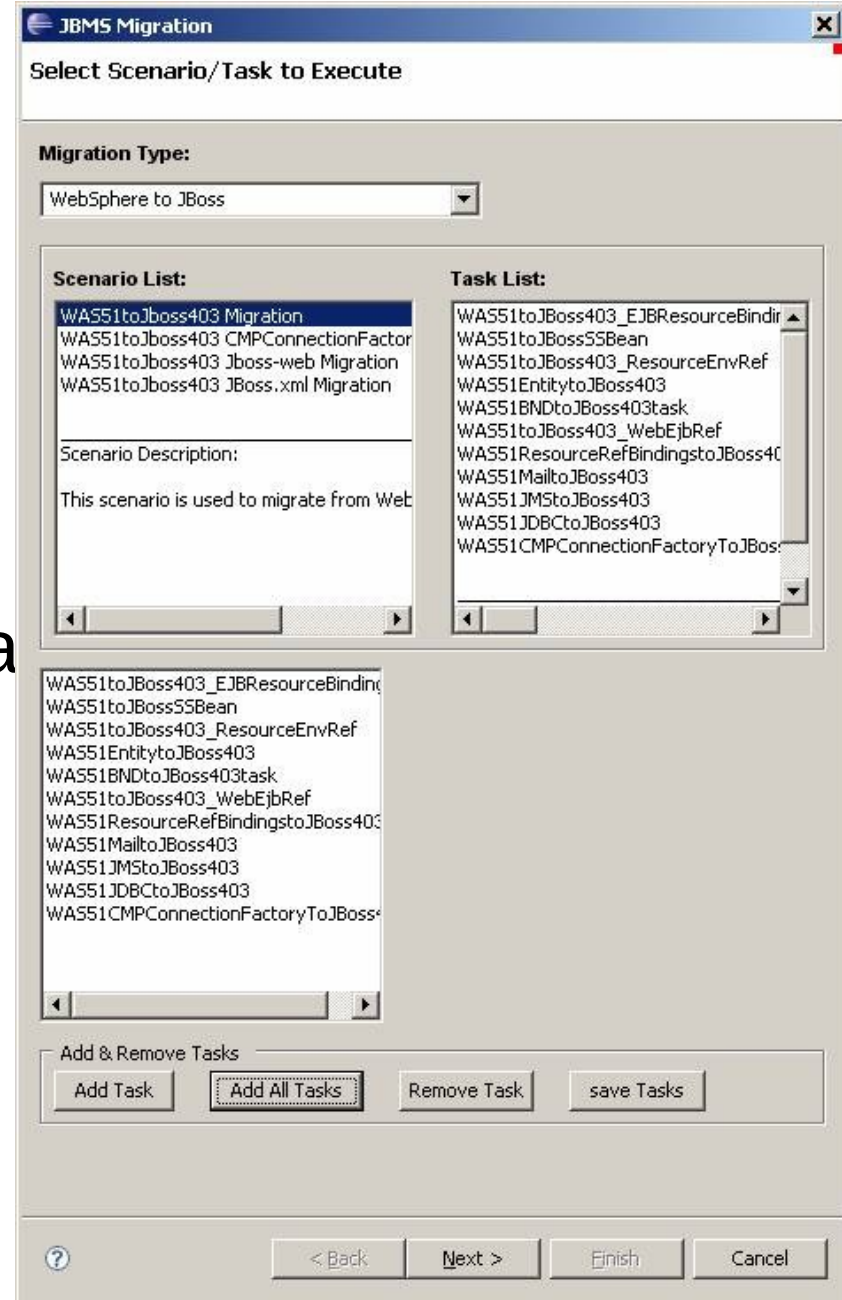 JBMS Migration
Select Scenario/Task to Execute
Migration Type:
WebSphere to JBoss
Scenario List:
WAS51toJboss403 Migration
WAS51toJboss403 CMPConnectionFactor
WAS51toJboss403 Jboss-web Migration
WAS51toJboss403 JBoss.xml Migration
Scenario Description:
This scenario is used to migrate from Web
Task List:
WAS51toJBoss403_EJBResourceBindir
WAS51toJBossSSBean
WAS51toJBoss403_ResourceEnvRef
WAS51EntitytoJBoss403
WAS51BNDtoJBoss403task
WAS51toJBoss403_WebEjbRef
WAS51ResourceRefBindingstoJBoss40
WAS51MailtoJBoss403
WAS51JMStoJBoss403
WAS51JDBCtoJBoss403
WAS51CMPConnectionFactoryToJBos
a
WAS51toJBoss403_EJBResourceBinding
WAS51toJBossSSBean
WAS51toJBoss403_ResourceEnvRef
WAS51EntitytoJBoss403
WAS51BNDtoJBoss403task
WAS51toJBoss403_WebEjbRef
WAS51ResourceRefBindingstoJBoss403
WAS51MailtoJBoss403
WAS51JMStoJBoss403
WAS51JDBCtoJBoss403
WAS51CMPConnectionFactoryToJBoss
Add & Remove Tasks
Add Task
Add All Tasks
Remove Task
save Tasks
?
< Back
Next >
Finish
Cancel